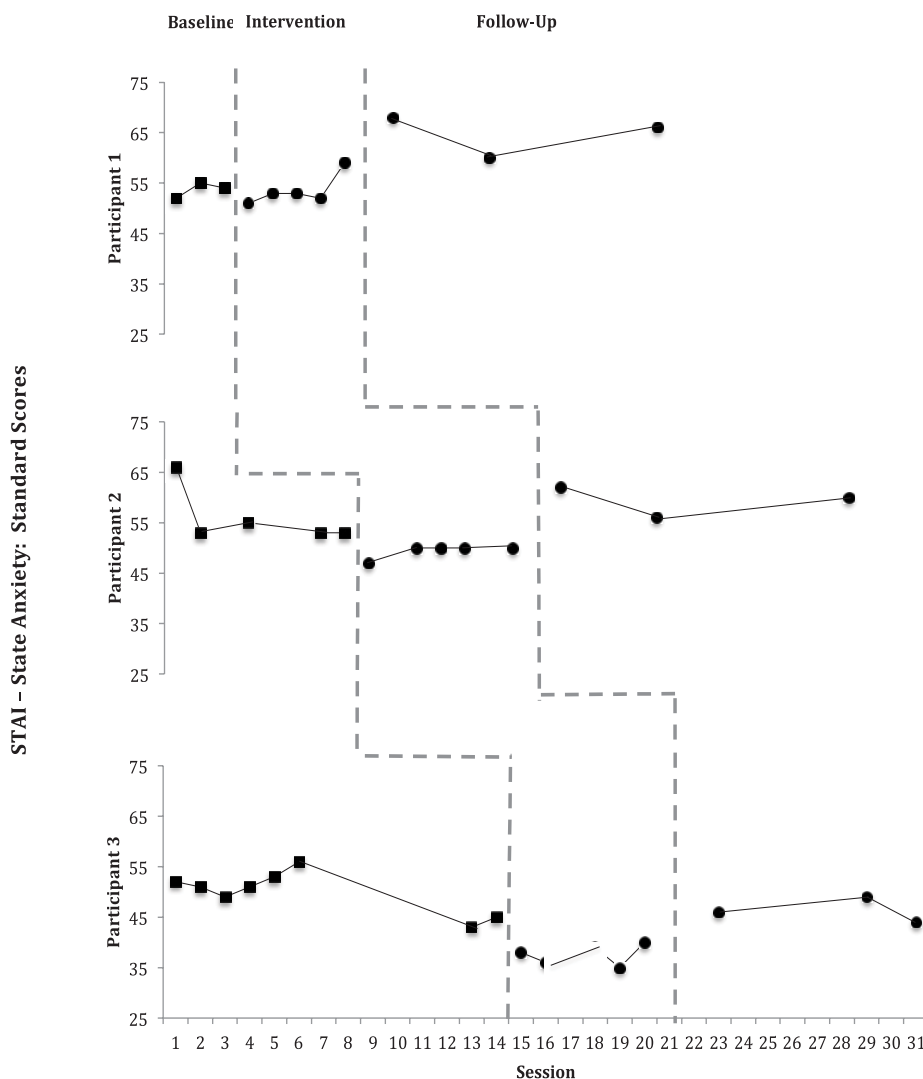 Baseline Intervention Follow-Up
STAI – State Anxiety: Standard Scores
Participant 1
75
65
55
45
35
25
Participant 2
75
65
55
45
35
25
Participant 3
75
65
55
45
35
25
1 2 3 4 5 6 7 8 9 10 11 12 13 14 15 16 17 18 19 20 21 22 23 24 25 26 27 28 29 30 31
Session